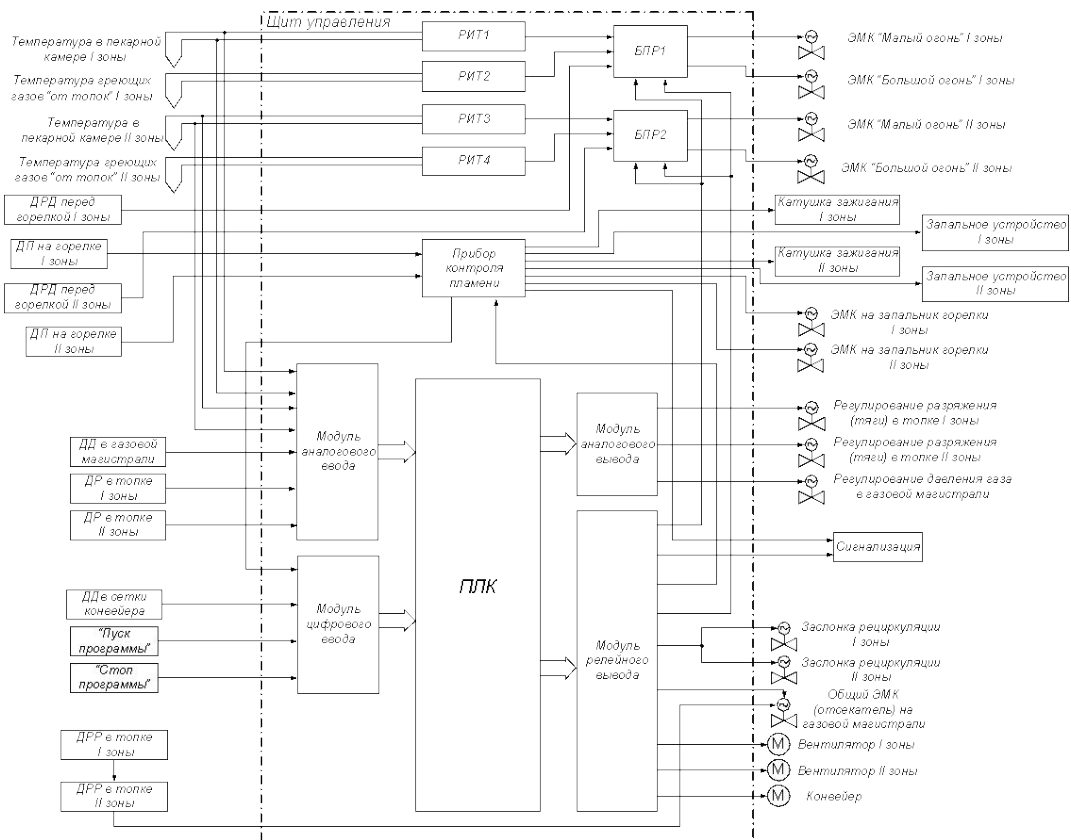 Щит управления
Температура в пекарной
камере I зоны
Температура греющих
газов "от топок" I зоны
Температура в
пекарной камере II зоны
Температура греющих
газов "от топок" II зоны
ДРД перед
горелкой I зоны
ДП на горелке
I зоны
ДРД перед
горелкой II зоны
ДП на горелке
II зоны
РИТ1
РИТ2
РИТ3
РИТ4
БПР1
БПР2
Прибор
контроля
пламени
ЭМК "Малый огонь" I зоны
ЭМК "Большой огонь" I зоны
ЭМК "Малый огонь" II зоны
ЭМК "Большой огонь" II зоны
Катушка зажигания
I зоны
Запальное устройство
I зоны
Катушка зажигания
II зоны
Запальное устройство
II зоны
ЭМК на запальник горелки
I зоны
ЭМК на запальник горелки
II зоны
ДД в газовой
магистрали
ДР в топке
I зоны
ДР в топке
II зоны
Модуль
аналогового
ввода
ПЛК
Модуль
аналогового
вывода
Регулирование разряжения
(тяги) в топке I зоны
Регулирование разряжения
(тяги) в топке II зоны
Регулирование давления газа
в газовой магистрали
Сигнализация
ДД в сетки
конвейера
"Пуск
программы"
"Стоп
программы"
Модуль
цифрового
ввода
Модуль
релейного
вывода
Заслонка рециркуляции
I зоны
Заслонка рециркуляции
II зоны
Общий ЭМК
(отсекатель) на
газовой магистрали
ДРР в топке
I зоны
ДРР в топке
II зоны
М
Вентилятор I зоны
М
Вентилятор II зоны
М
Конвейер